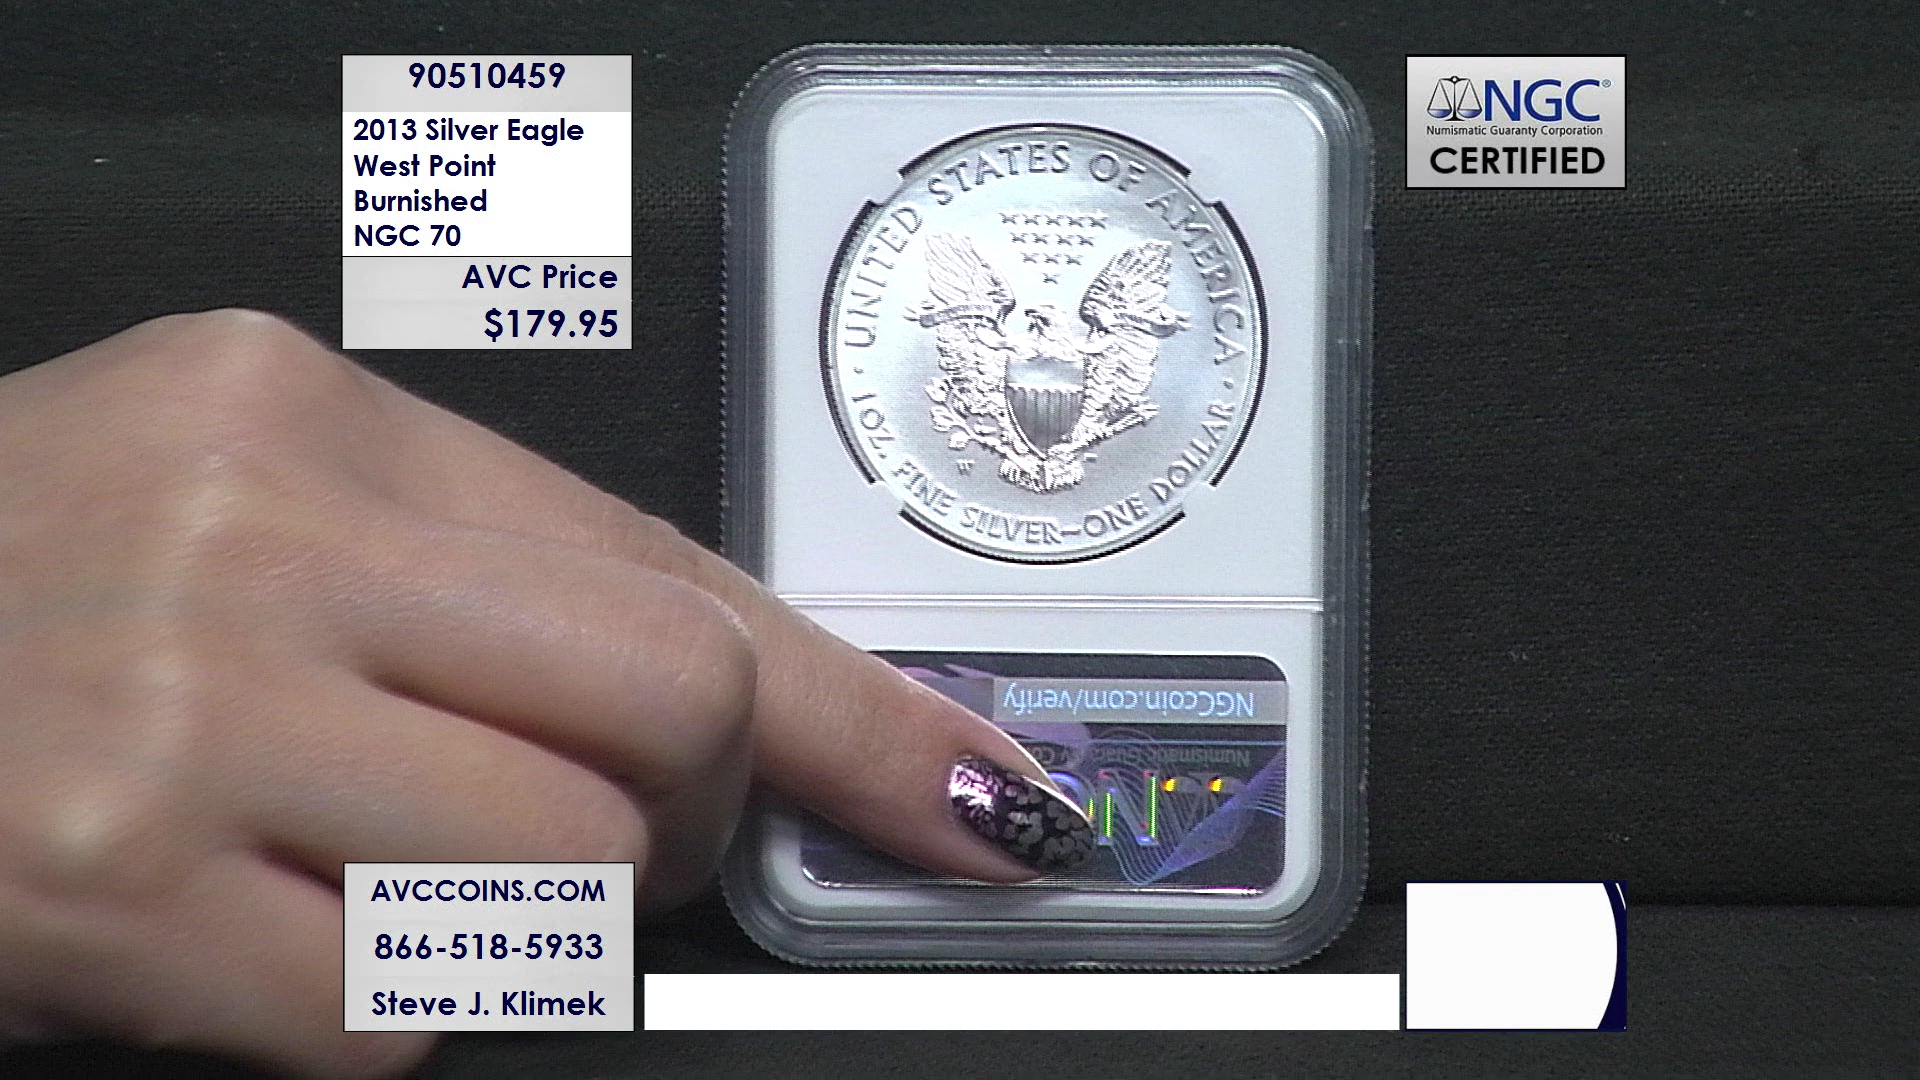 90510459
2013 Silver Eagle
West Point
Burnished
NGC 70
AVC Price
$179.95
NGC®
Numismatic Guaranty Corporation
CERTIFIED
UNITED STATES OF AMERICA
1 OZ. FINE SILVER–ONE DOLLAR
W
NGCcoin.com/verify
Numismatic
AVCCOINS.COM
866-518-5933
Steve J. Klimek